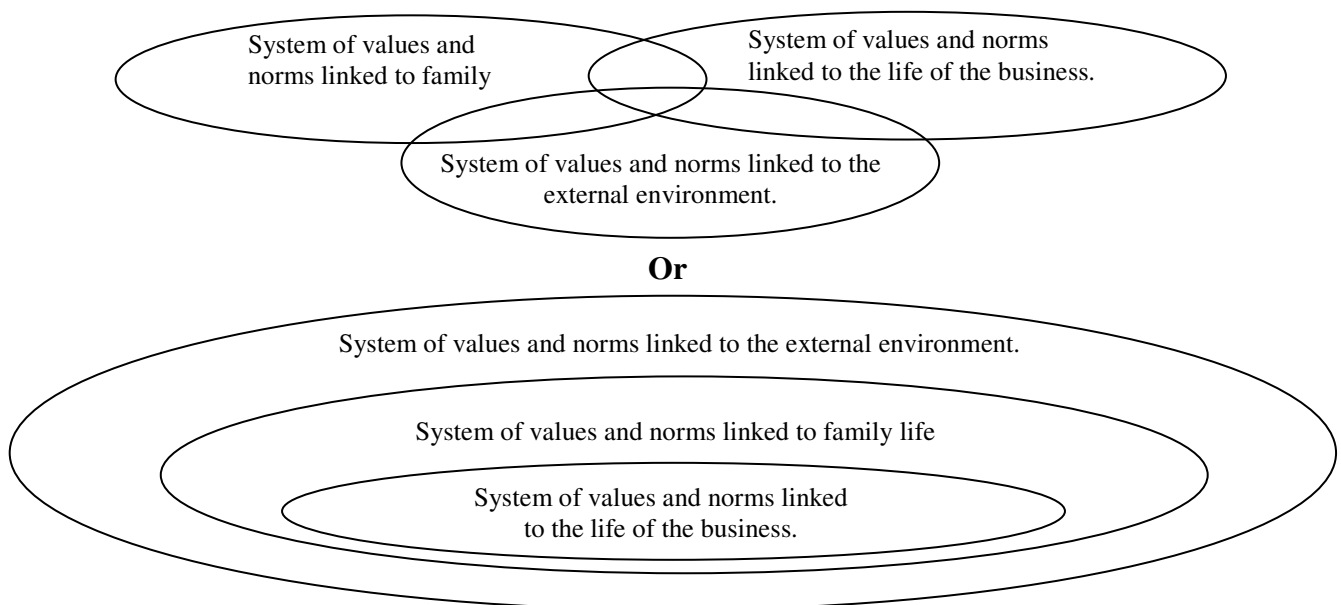 System of values and
norms linked to family
System of values and norms
linked to the life of the business.
System of values and norms linked to the
external environment.
Or
System of values and norms linked to the external environment.
System of values and norms linked to family life
System of values and norms linked
to the life of the business.